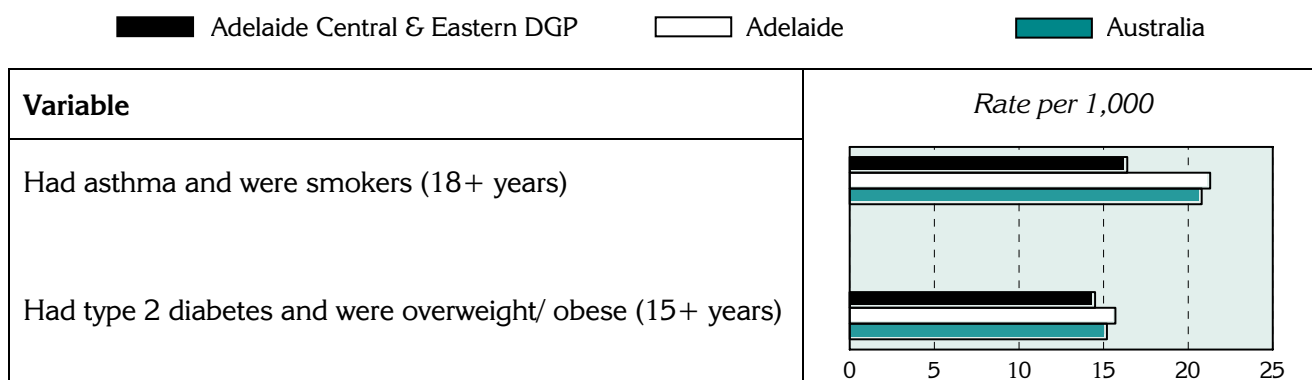 Adelaide Central & Eastern DGP Adelaide Australia
Variable Rate per 1,000
Had asthma and were smokers (18+ years)
Had type 2 diabetes and were overweight/ obese (15+ years)
0 5 10 15 20 25